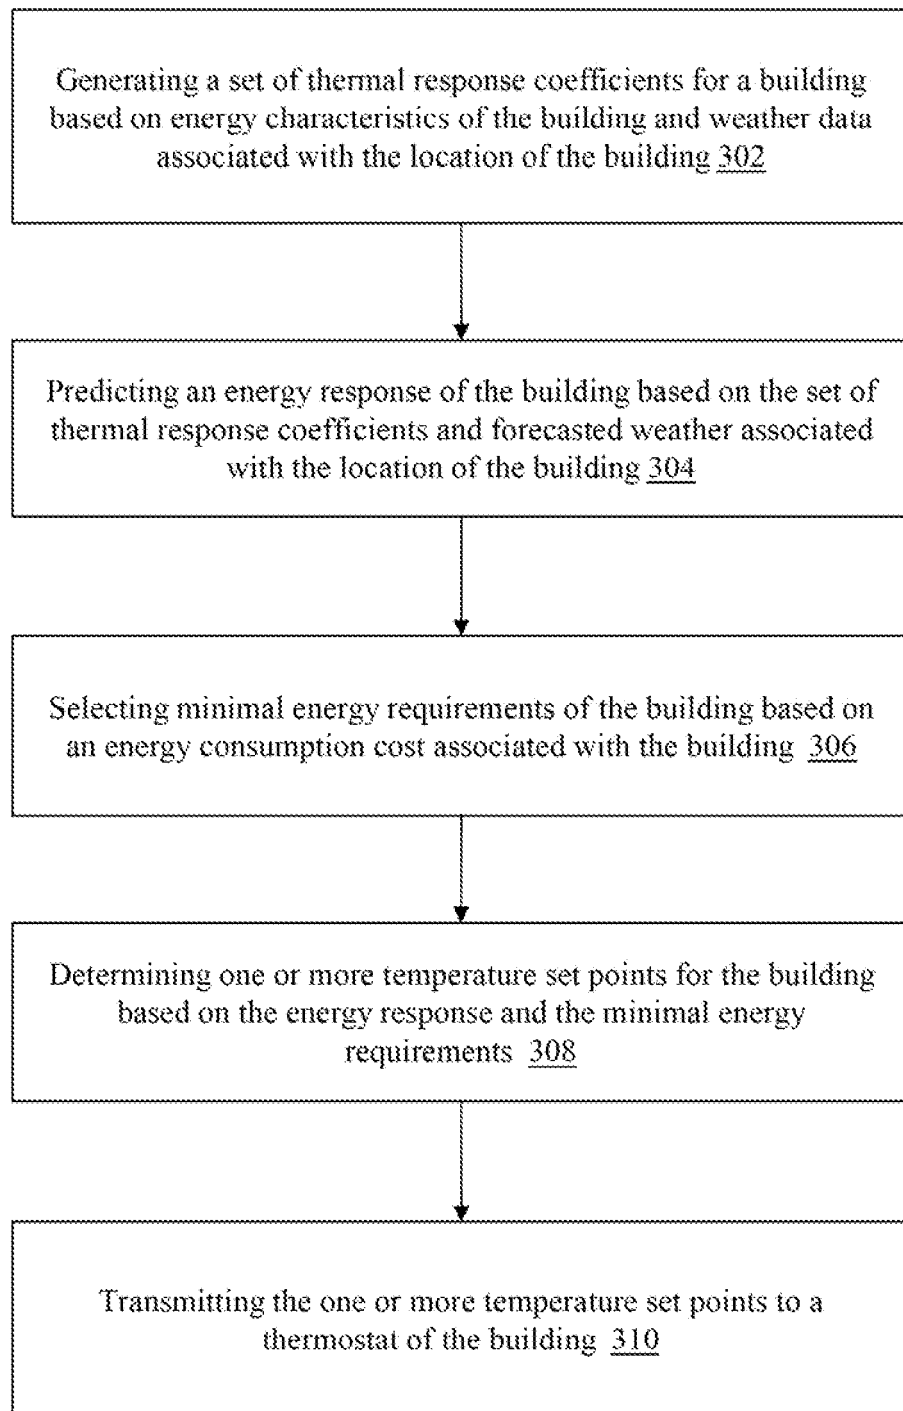 Generating a set of thermal response coefficients for a building
based on energy characteristics of the building and weather data
associated with the location of the building 302
Predicting an energy response of the building based on the set of
thermal response coefficients and forecasted weather associated
with the location of the building 304
Selecting minimal energy requirements of the building based on
an energy consumption cost associated with the building 306
Determining one or more temperature set points for the building
based on the energy response and the minimal energy
requirements 308
Transmitting the one or more temperature set points to a
thermostat of the building 310